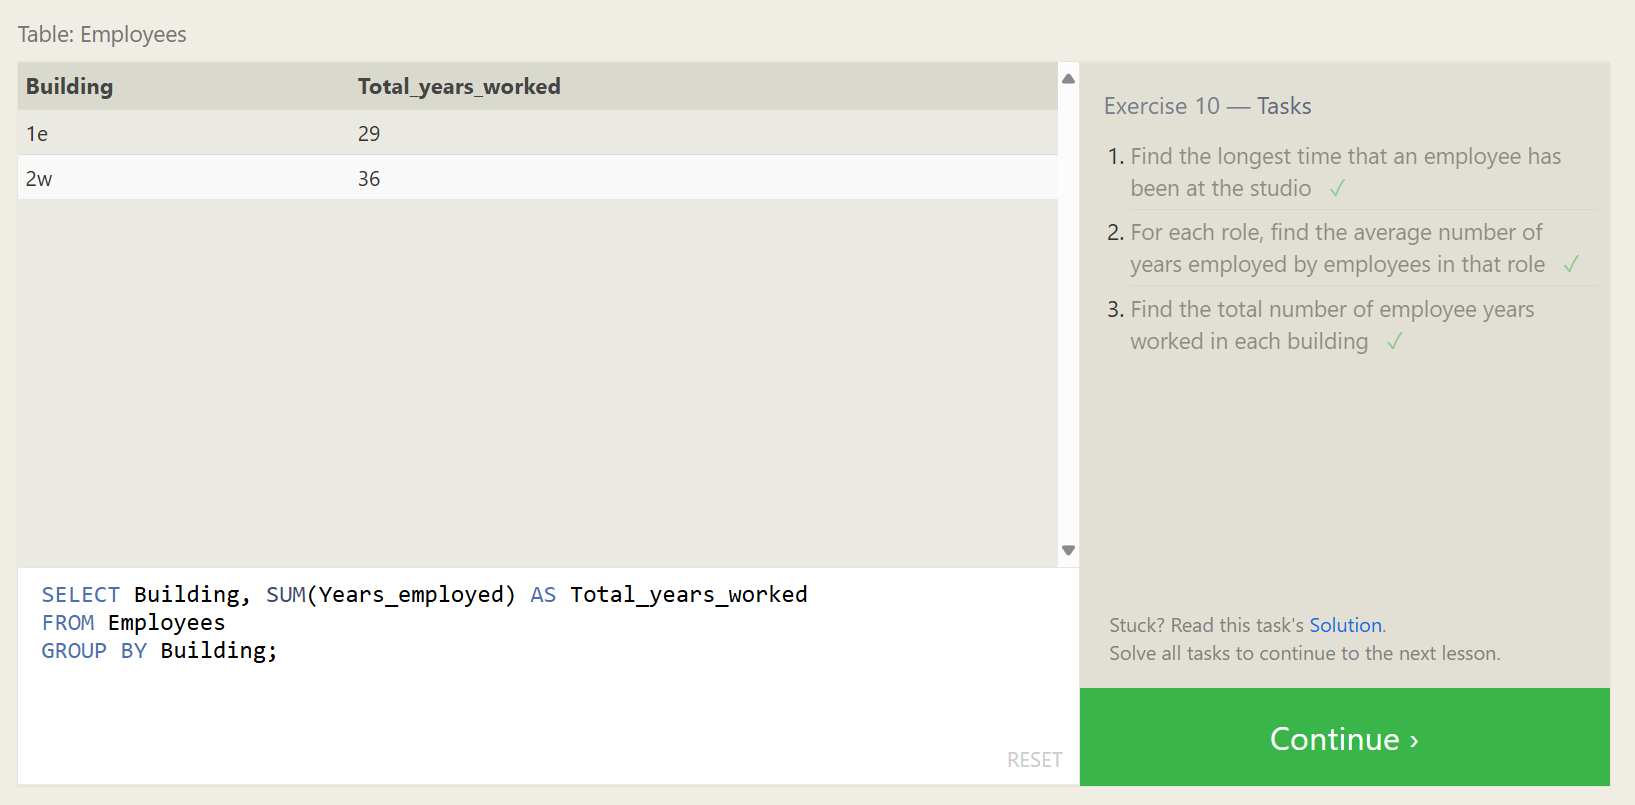 Table: Employees
Building Total_years_worked
1e 29
2w 36
SELECT Building, SUM(Years_employed) AS Total_years_worked
FROM Employees
GROUP BY Building;
RESET
Exercise 10 — Tasks
1. Find the longest time that an employee has
been at the studio ✓
2. For each role, find the average number of
years employed by employees in that role ✓
3. Find the total number of employee years
worked in each building ✓
Stuck? Read this task's Solution.
Solve all tasks to continue to the next lesson.
Continue ›